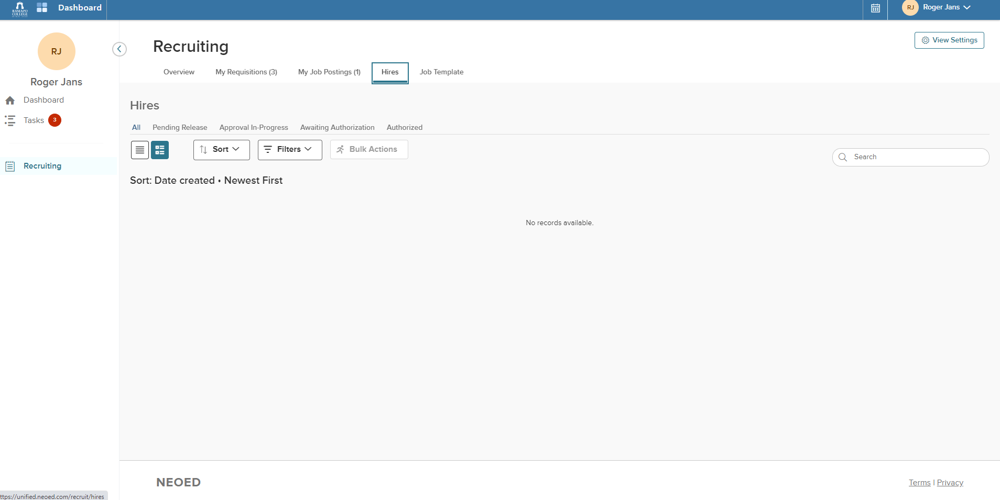 RAMAPO
COLLEGE
Dashboard
RJ
Roger Jans
RJ
Roger Jans
Dashboard
Tasks 3
Recruiting
Recruiting
View Settings
Overview My Requisitions (3) My Job Postings (1) Hires Job Template
Hires
All Pending Release Approval In-Progress Awaiting Authorization Authorized
Sort Filters Bulk Actions
Search
Sort: Date created • Newest First
No records available.
NEOED
Terms | Privacy
ttps://unified.neoed.com/recruit/hires